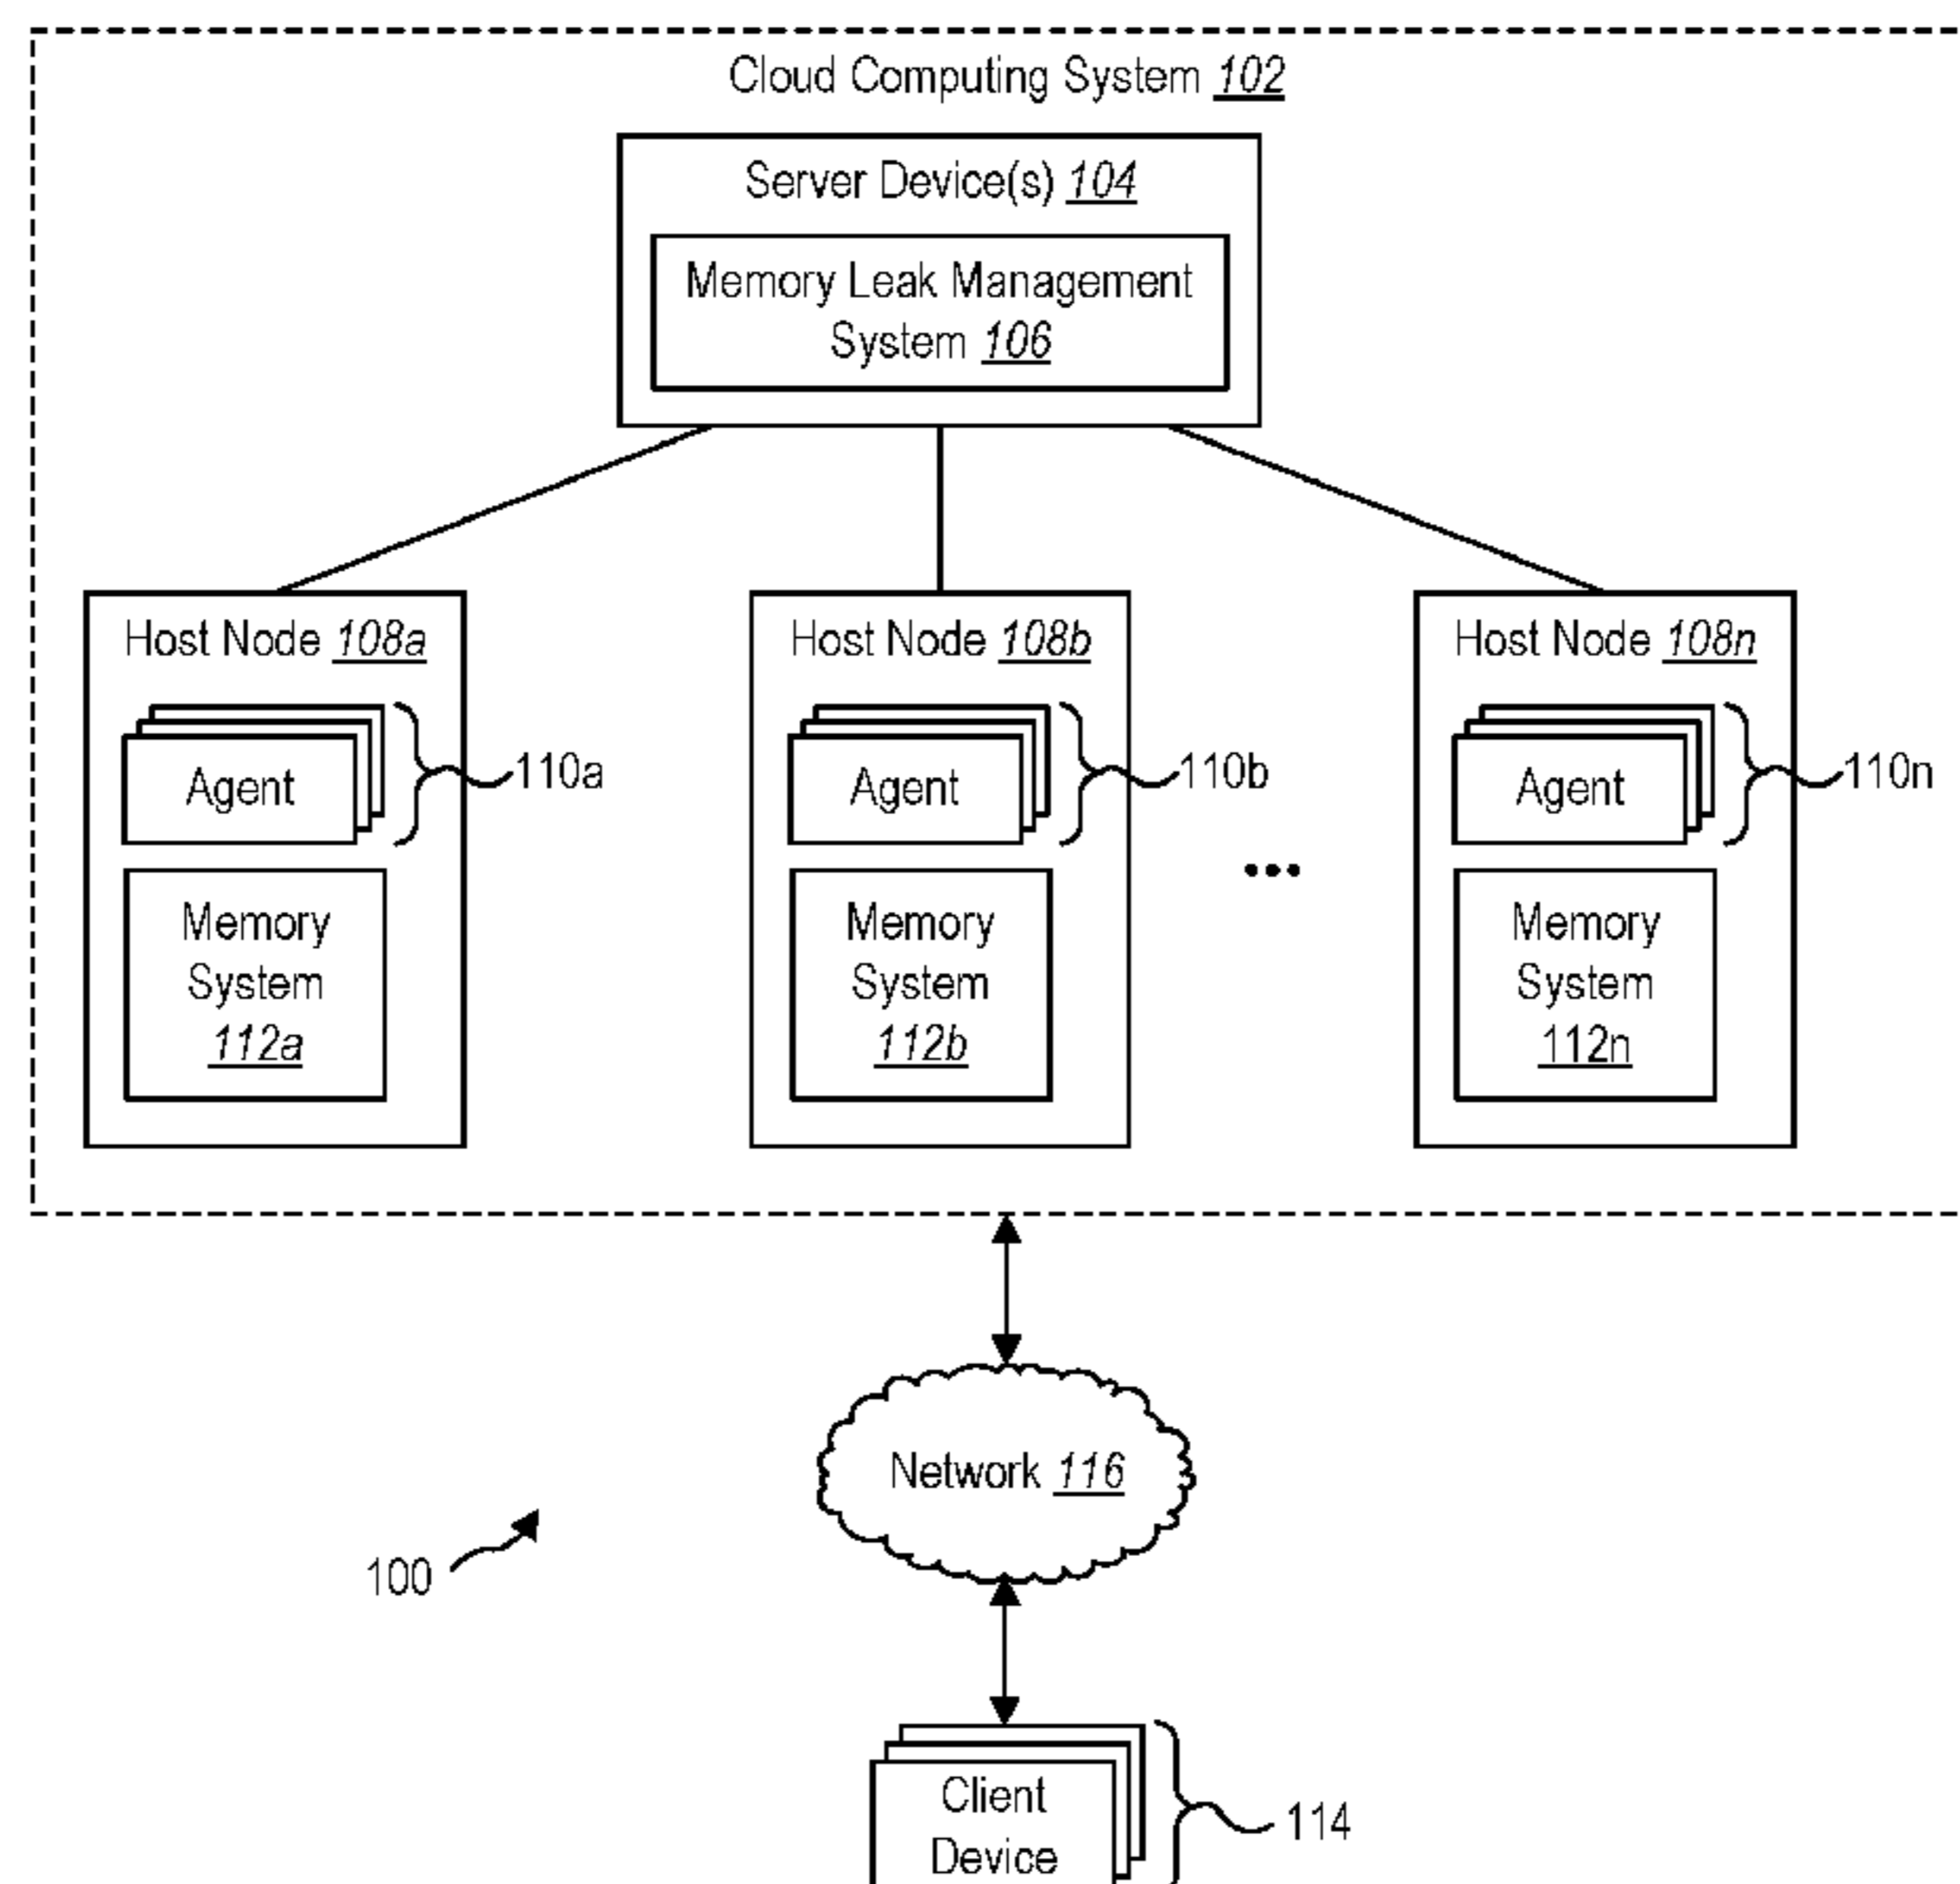 Cloud Computing System 102
Server Device(s) 104
Memory Leak Management
System 106
Host Node 108a
Agent
110a
Memory
System
112a
Host Node 108b
Agent
110b
Memory
System
112b
...
Host Node 108n
Agent
110n
Memory
System
112n
Network 116
100
Client
Device
114